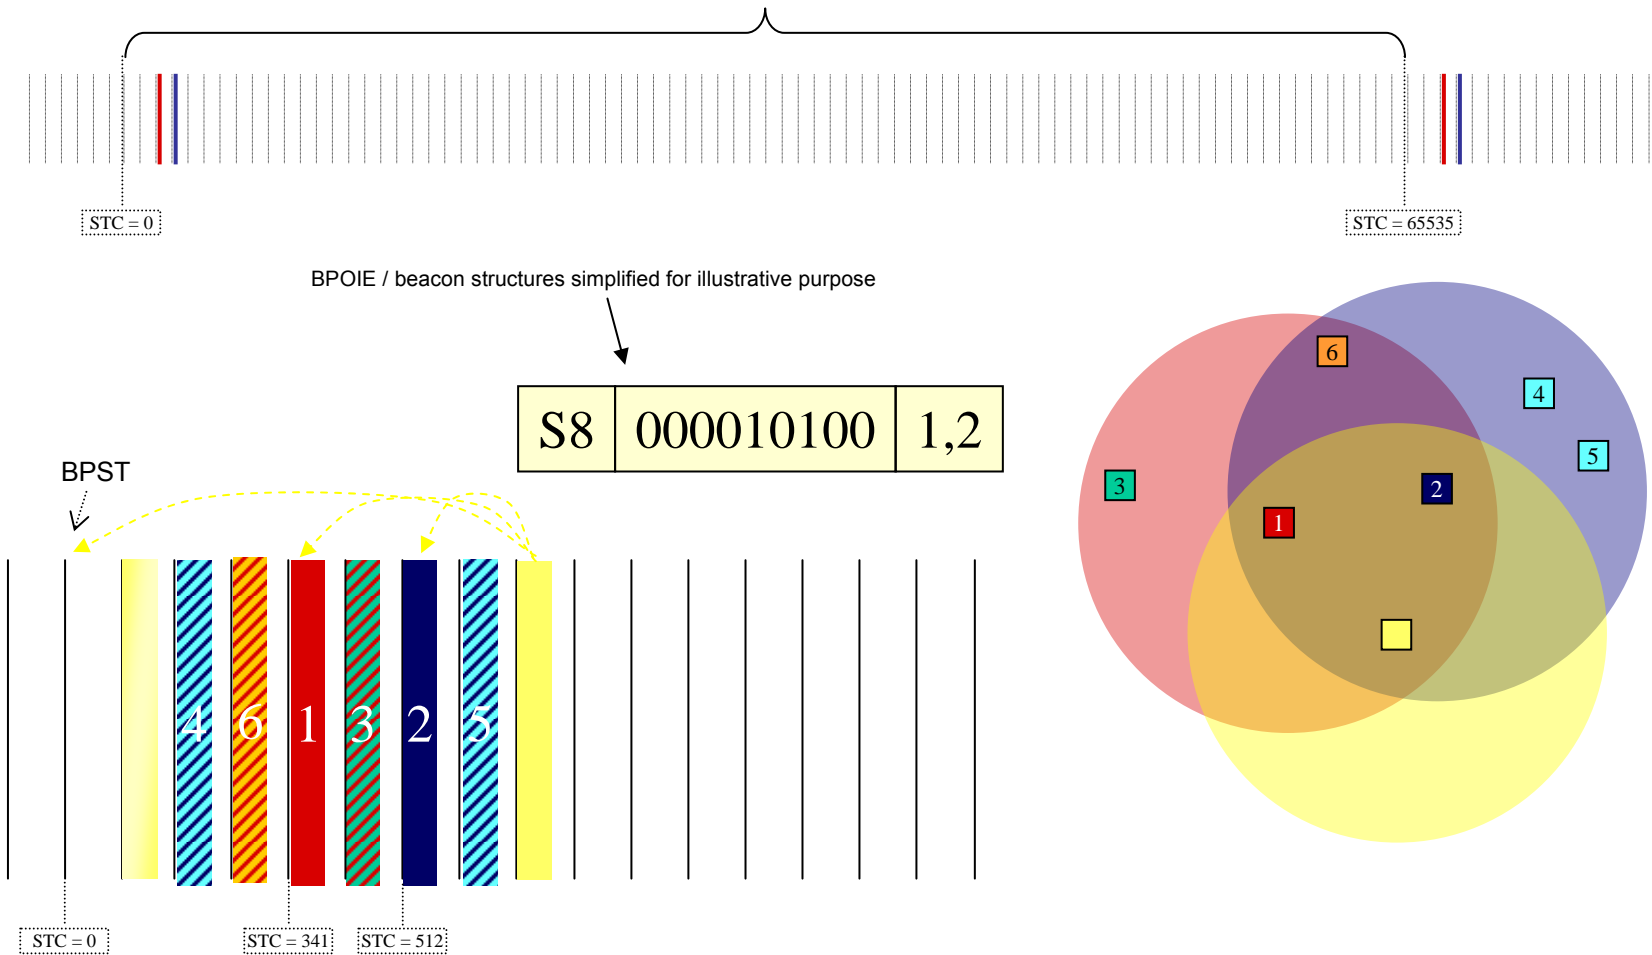 STC = 0
STC = 65535
BPOIE / beacon structures simplified for illustrative purpose
S8 000010100 1,2
BPST
6
4
5
3
2
1
4 6 1 3 2 5
STC = 0
STC = 341
STC = 512